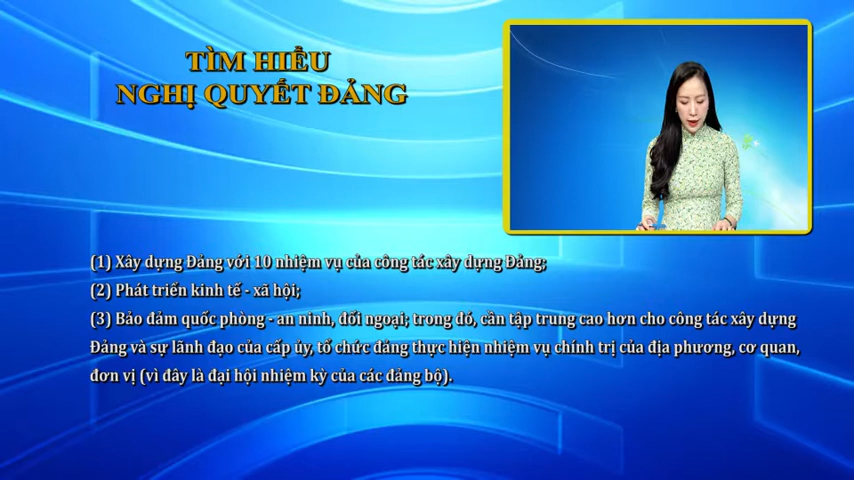 TÌM HIỂU
NGHỊ QUYẾT ĐẢNG
(1) Xây dựng Đảng với 10 nhiệm vụ của công tác xây dựng Đảng;
(2) Phát triển kinh tế - xã hội;
(3) Bảo đảm quốc phòng - an ninh, đối ngoại; trong đó, cần tập trung cao hơn cho công tác xây dựng
Đảng và sự lãnh đạo của cấp ủy, tổ chức đảng thực hiện nhiệm vụ chính trị của địa phương, cơ quan,
đơn vị (vì đây là đại hội nhiệm kỳ của các đảng bộ).